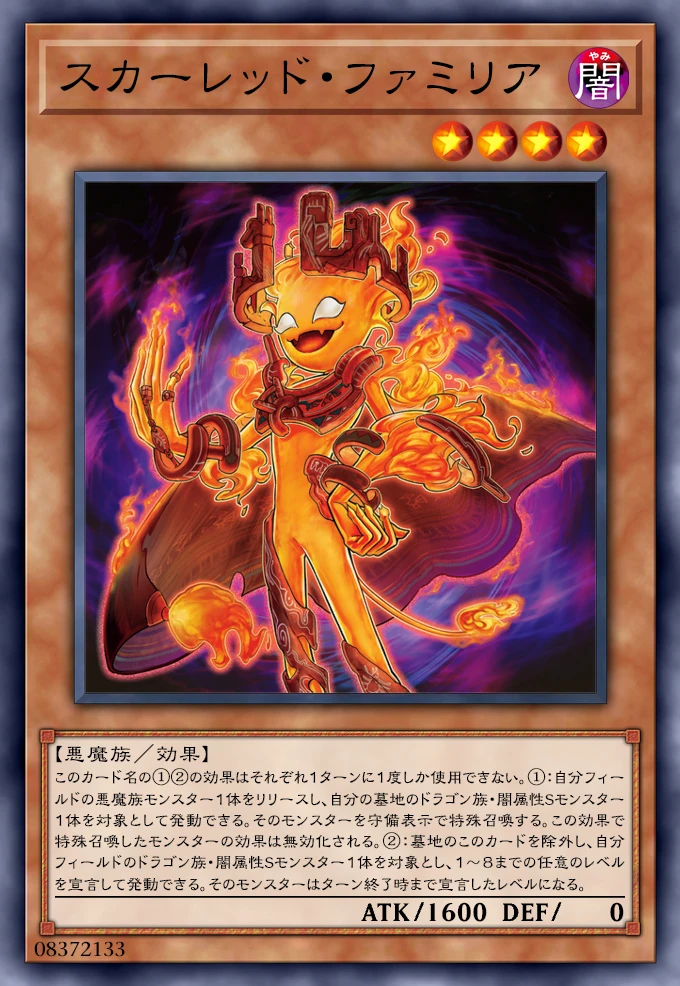 スカーレッド・ファミリア
やみ
闇
【悪魔族／効果】
このカード名の①②の効果はそれぞれ1ターンに1度しか使用できない。①：自分フィー
ルドの悪魔族モンスター1体をリリースし、自分の墓地のドラゴン族・闇属性Sモンスター
1体を対象として発動できる。そのモンスターを守備表示で特殊召喚する。この効果で
特殊召喚したモンスターの効果は無効化される。②：墓地のこのカードを除外し、自分
フィールドのドラゴン族・闇属性Sモンスター1体を対象とし、1～8までの任意のレベル
を宣言して発動できる。そのモンスターはターン終了時まで宣言したレベルになる。
ATK/1600 DEF/ 0
08372133